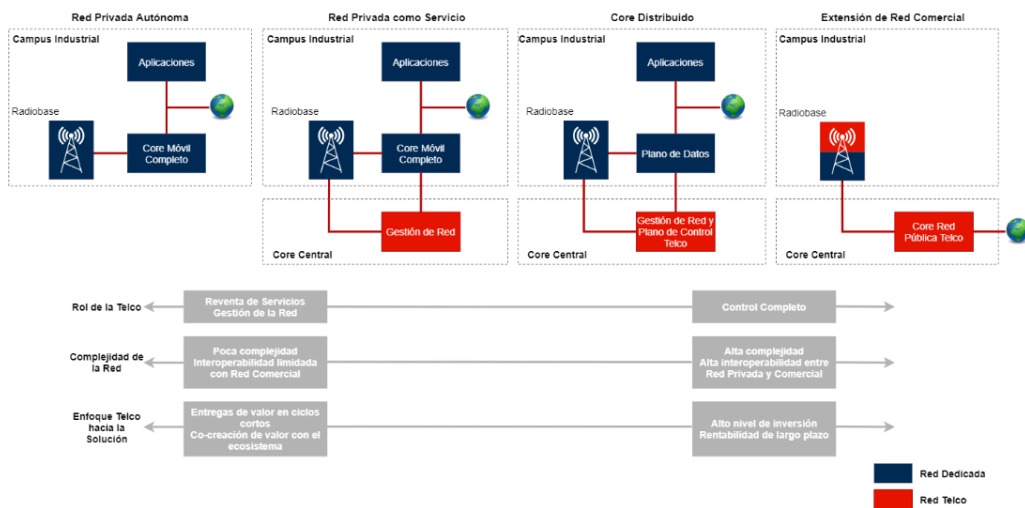 Red Privada Autónoma
Campus Industrial
Aplicaciones
Radiobase
Core Móvil
Completo
Red Privada como Servicio
Campus Industrial
Aplicaciones
Radiobase
Core Móvil
Completo
Gestión de Red
Core Central
Core Distribuido
Campus Industrial
Aplicaciones
Radiobase
Plano de Datos
Gestión de Red y
Plano de Control
Telco
Core Central
Extensión de Red Comercial
Campus Industrial
Radiobase
Core Red
Pública Telco
Core Central
Rol de la Telco
Reventa de Servicios
Gestión de la Red
Control Completo
Complejidad de
la Red
Poca complejidad
Interoperabilidad limidada
con Red Comercial
Alta complejidad
Alta interoperabilidad entre
Red Privada y Comercial
Enfoque Telco
hacia la
Solución
Entregas de valor en ciclos
cortos
Co-creación de valor con el
ecosistema
Alto nivel de inversión
Rentabilidad de largo plazo
Red Dedicada
Red Telco